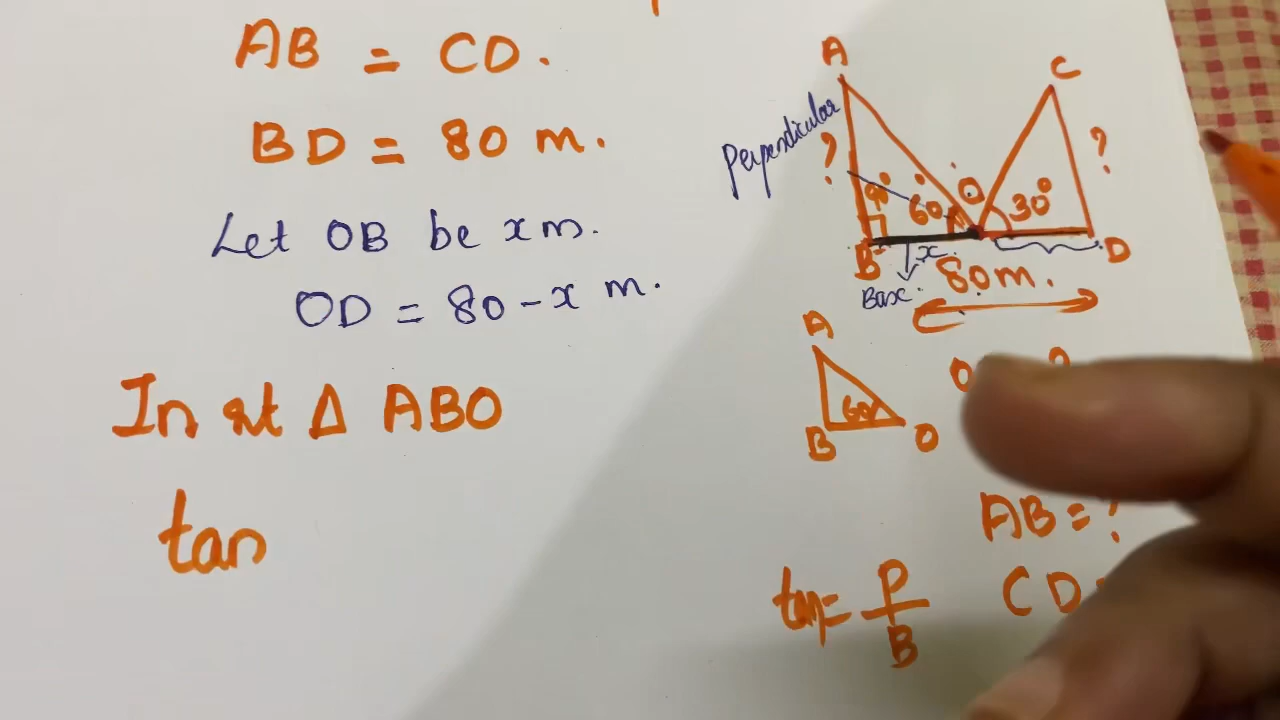 AB = CD.
BD = 80 m.
Let OB be x m.
OD = 80 - x m.
In rt Δ ABO
tan
A
C
Perpendicular
?
?
90°
60°
O
30°
B
x
D
Base
80m.
A
60
B
O
O
?
AB = ?
tan = P/B
CD